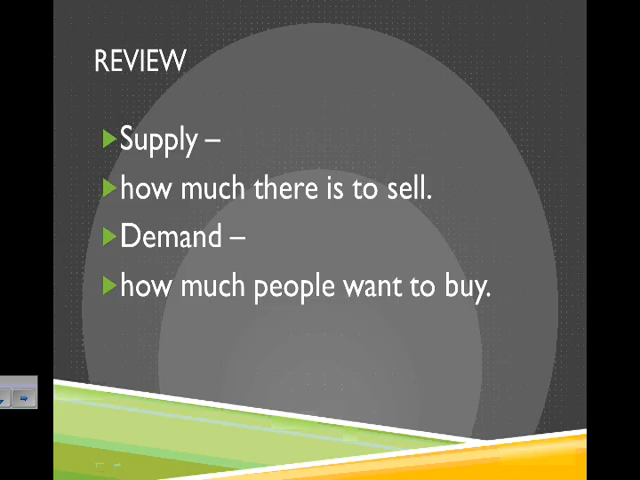 REVIEW
Supply –
how much there is to sell.
Demand –
how much people want to buy.